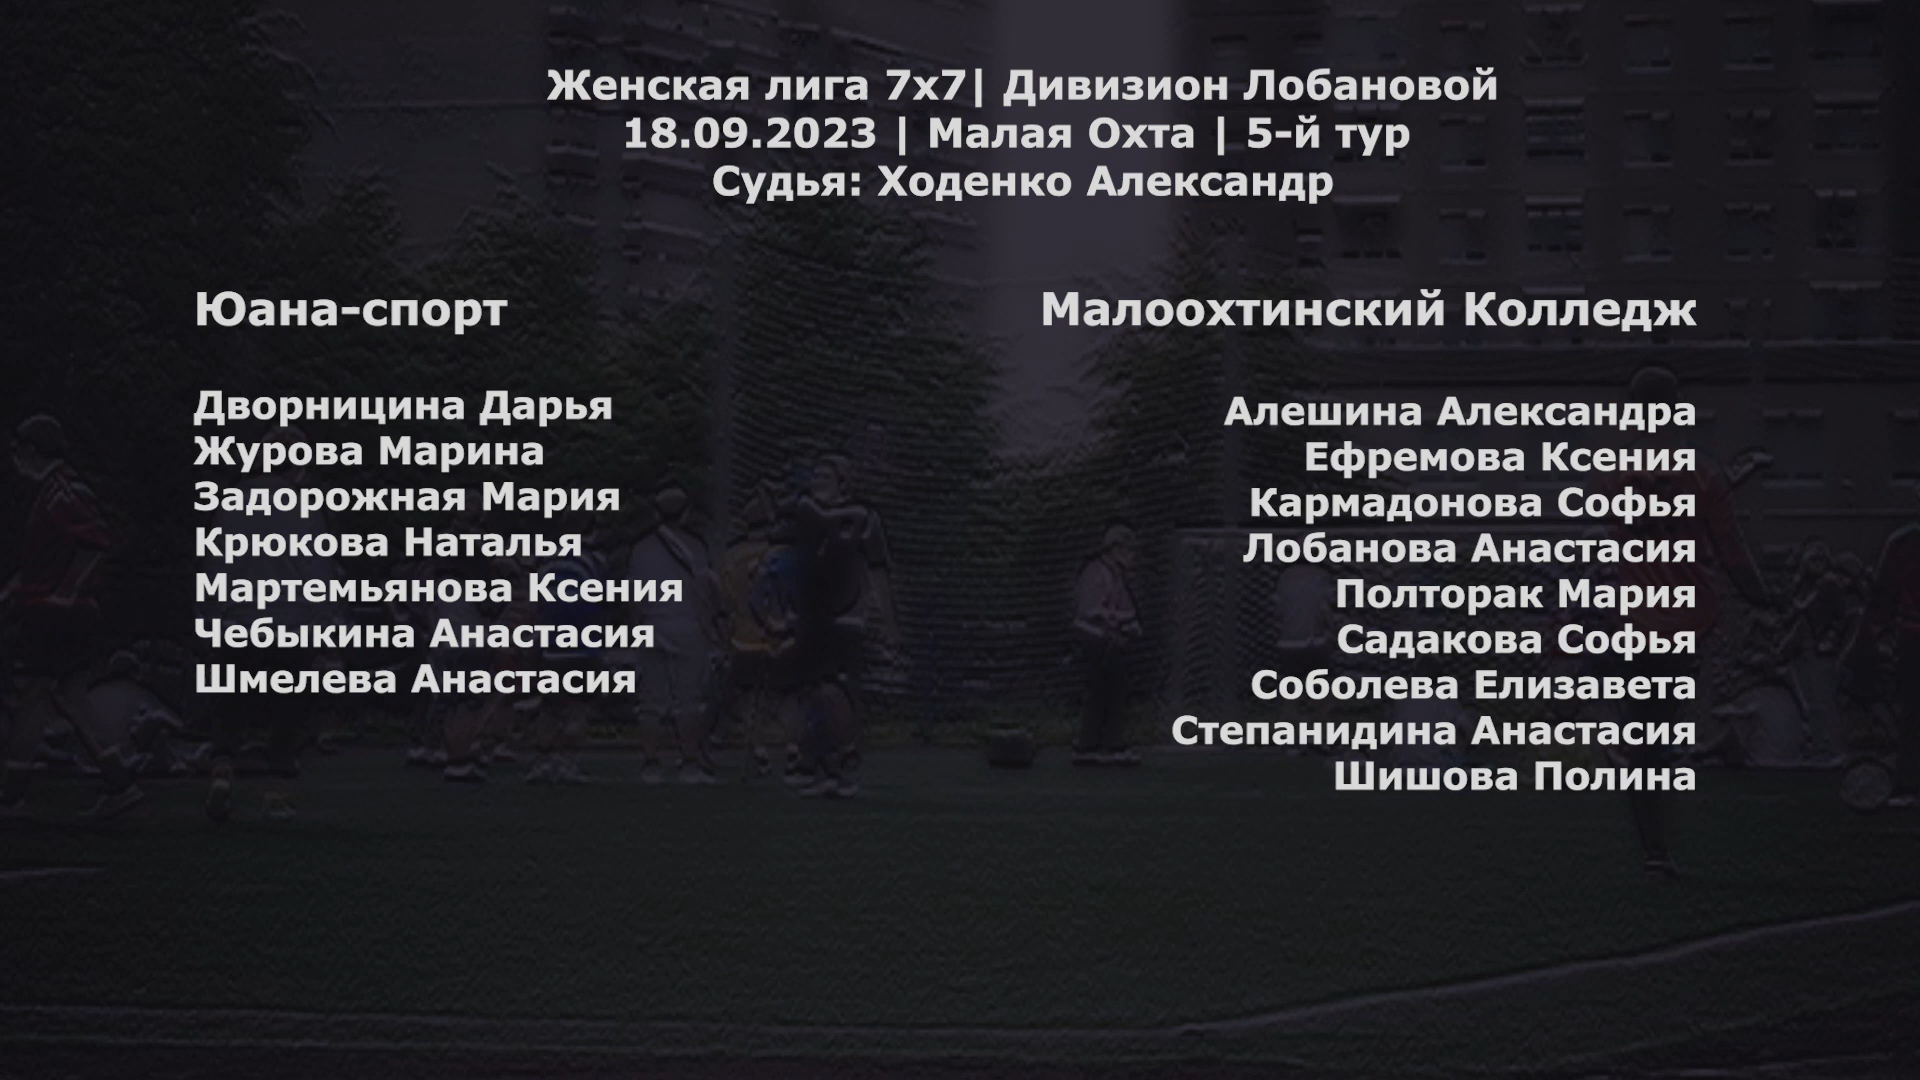 Женская лига 7х7| Дивизион Лобановой
18.09.2023 | Малая Охта | 5-й тур
Судья: Ходенко Александр
Юана-спорт
Дворницина Дарья
Журова Марина
Задорожная Мария
Крюкова Наталья
Мартемьянова Ксения
Чебыкина Анастасия
Шмелева Анастасия
Малоохтинский Колледж
Алешина Александра
Ефремова Ксения
Кармадонова Софья
Лобанова Анастасия
Полторак Мария
Садакова Софья
Соболева Елизавета
Степанидина Анастасия
Шишова Полина